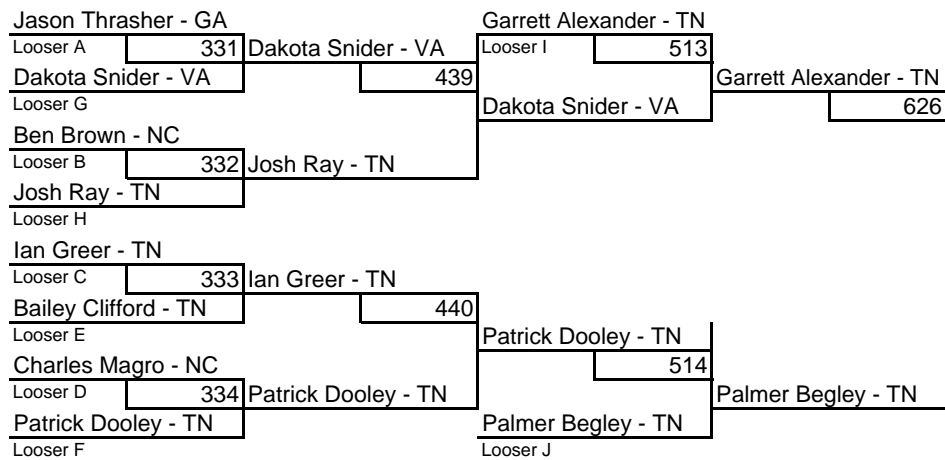 Jason Thrasher - GA Garrett Alexander - TN
Looser A 331 Dakota Snider - VA Looser I 513
Dakota Snider - VA 439 Garrett Alexander - TN
Looser G Dakota Snider - VA 626
Ben Brown - NC
Looser B 332 Josh Ray - TN
Josh Ray - TN
Looser H
Ian Greer - TN
Looser C 333 Ian Greer - TN
Bailey Clifford - TN 440
Looser E Patrick Dooley - TN
Charles Magro - NC 514
Looser D 334 Patrick Dooley - TN Palmer Begley - TN
Patrick Dooley - TN Palmer Begley - TN
Looser F Looser J